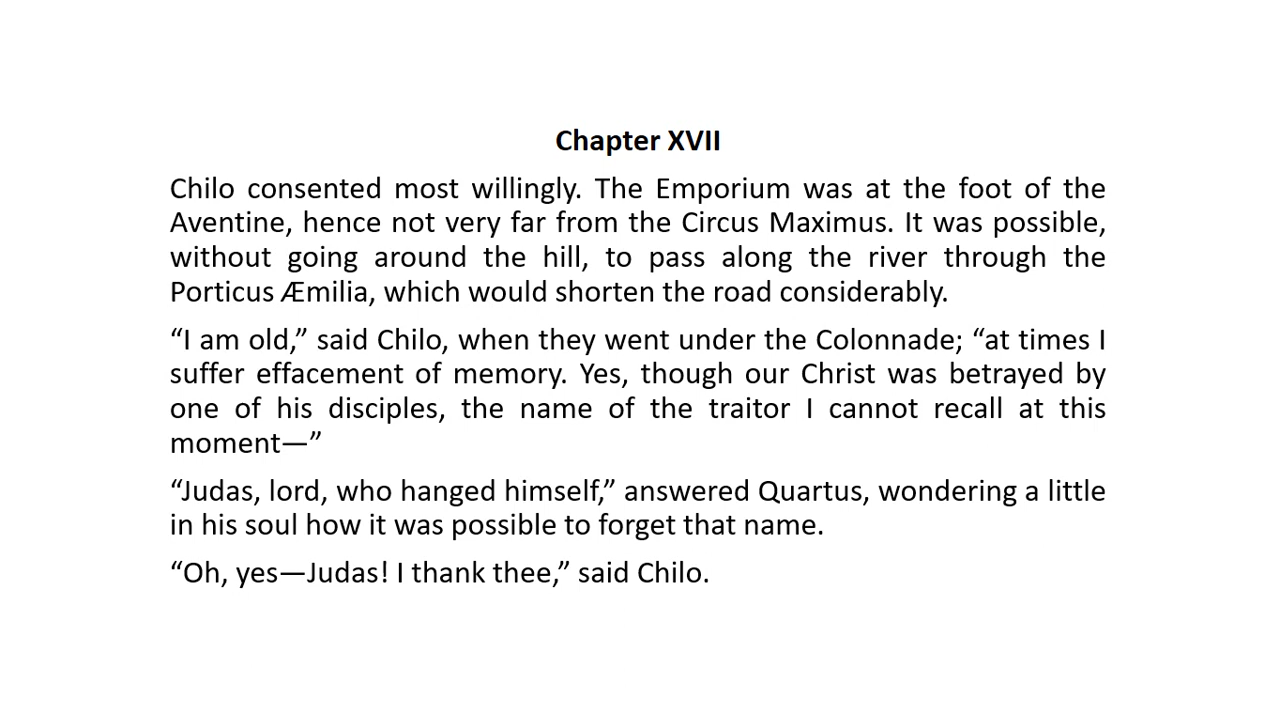 Chapter XVII
Chilo consented most willingly. The Emporium was at the foot of the
Aventine, hence not very far from the Circus Maximus. It was possible,
without going around the hill, to pass along the river through the
Porticus Æmilia, which would shorten the road considerably.
“I am old,” said Chilo, when they went under the Colonnade; “at times I
suffer effacement of memory. Yes, though our Christ was betrayed by
one of his disciples, the name of the traitor I cannot recall at this
moment—”
“Judas, lord, who hanged himself,” answered Quartus, wondering a little
in his soul how it was possible to forget that name.
“Oh, yes—Judas! I thank thee,” said Chilo.